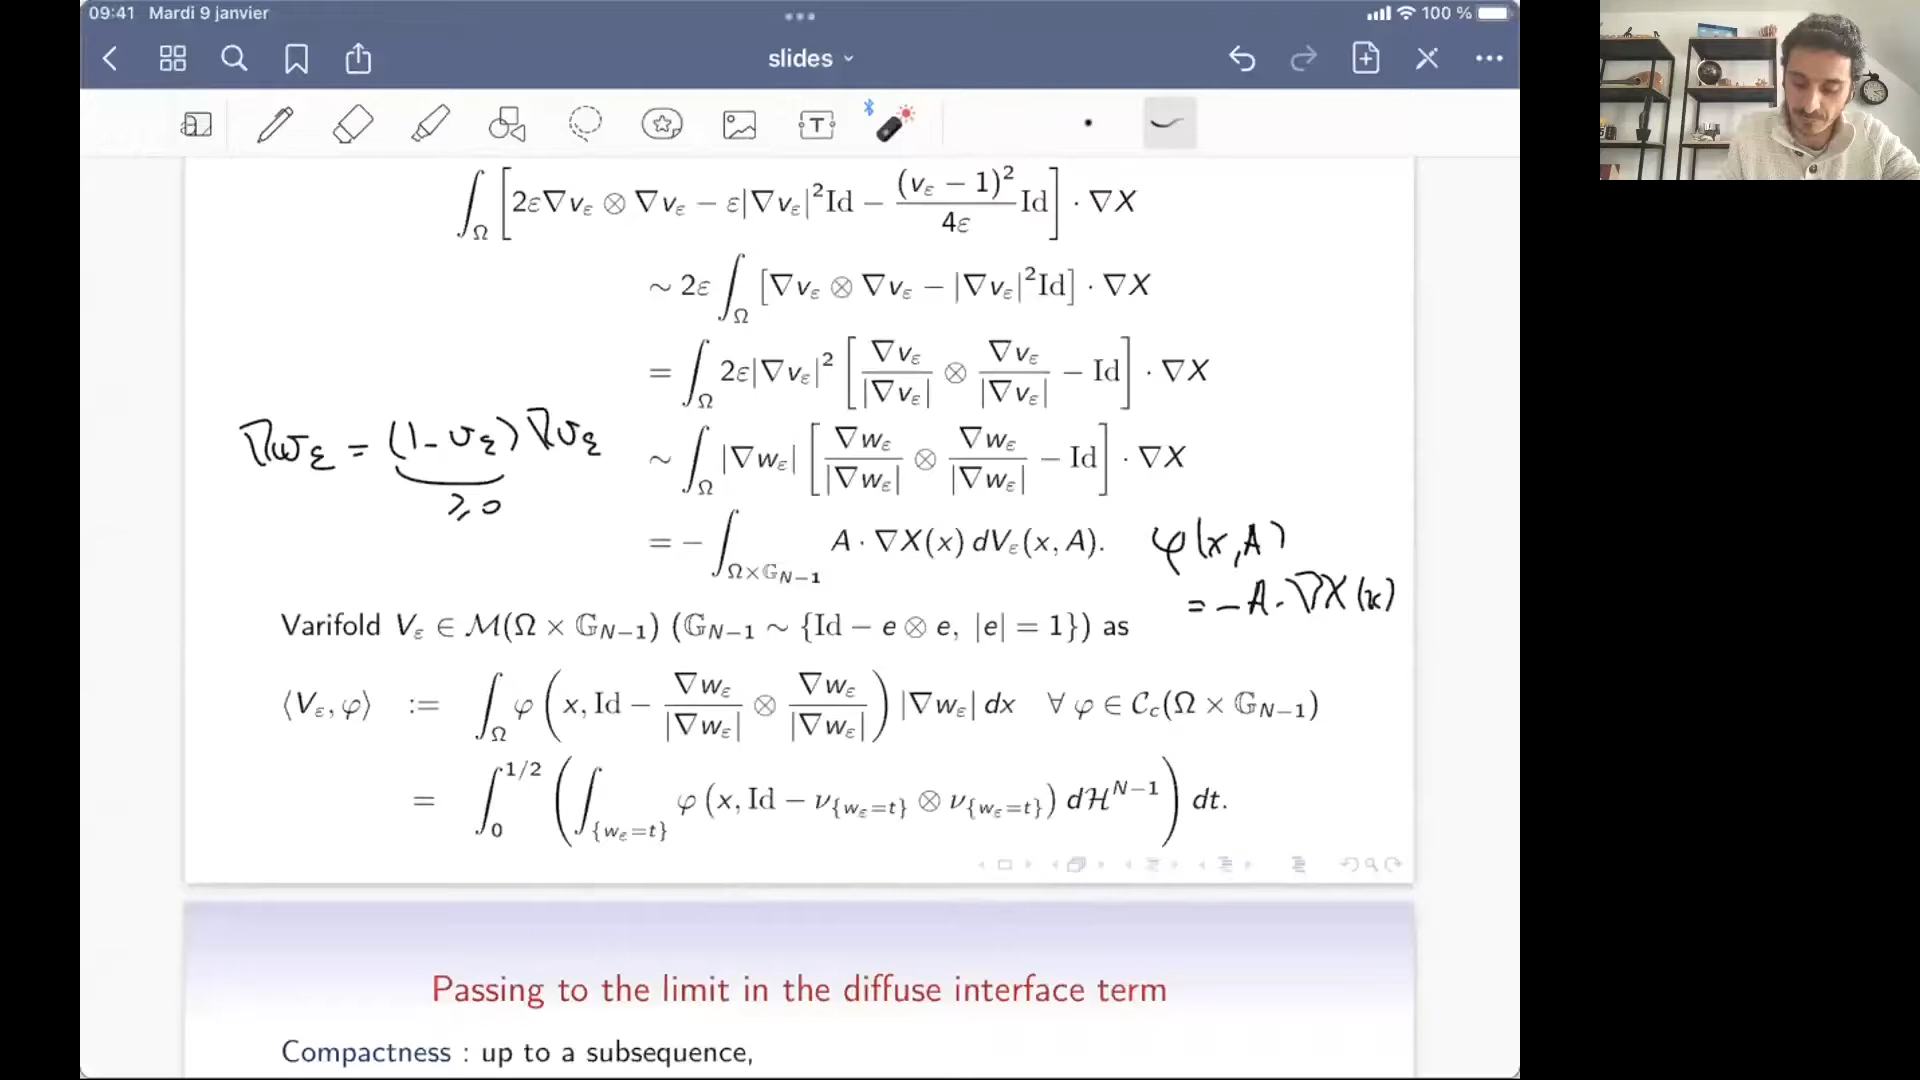 09:41 Mardi 9 janvier
100 %
slides
∫_Ω [2ε∇v_ε ⊗ ∇v_ε − ε|∇v_ε|²Id − (v_ε − 1)²/4ε Id] · ∇X
∼ 2ε ∫_Ω [∇v_ε ⊗ ∇v_ε − |∇v_ε|²Id] · ∇X
= ∫_Ω 2ε|∇v_ε|² [∇v_ε/|∇v_ε| ⊗ ∇v_ε/|∇v_ε| − Id] · ∇X
∇w_ε = (1 − v_ε) ∇v_ε
≥ 0
∼ ∫_Ω |∇w_ε| [∇w_ε/|∇w_ε| ⊗ ∇w_ε/|∇w_ε| − Id] · ∇X
= − ∫_{Ω×𝔾_{N−1}} A · ∇X(x) dV_ε(x, A).
φ(x, A)
= − A · ∇X(x)
Varifold V_ε ∈ ℳ(Ω × 𝔾_{N−1}) (𝔾_{N−1} ∼ {Id − e ⊗ e, |e| = 1}) as
⟨V_ε, φ⟩ := ∫_Ω φ (x, Id − ∇w_ε/|∇w_ε| ⊗ ∇w_ε/|∇w_ε|) |∇w_ε| dx ∀ φ ∈ 𝒞_c(Ω × 𝔾_{N−1})
= ∫_0^{1/2} (∫_{{w_ε=t}} φ (x, Id − ν_{{w_ε=t}} ⊗ ν_{{w_ε=t}}) dℋ^{N−1}) dt.
Passing to the limit in the diffuse interface term
Compactness : up to a subsequence,